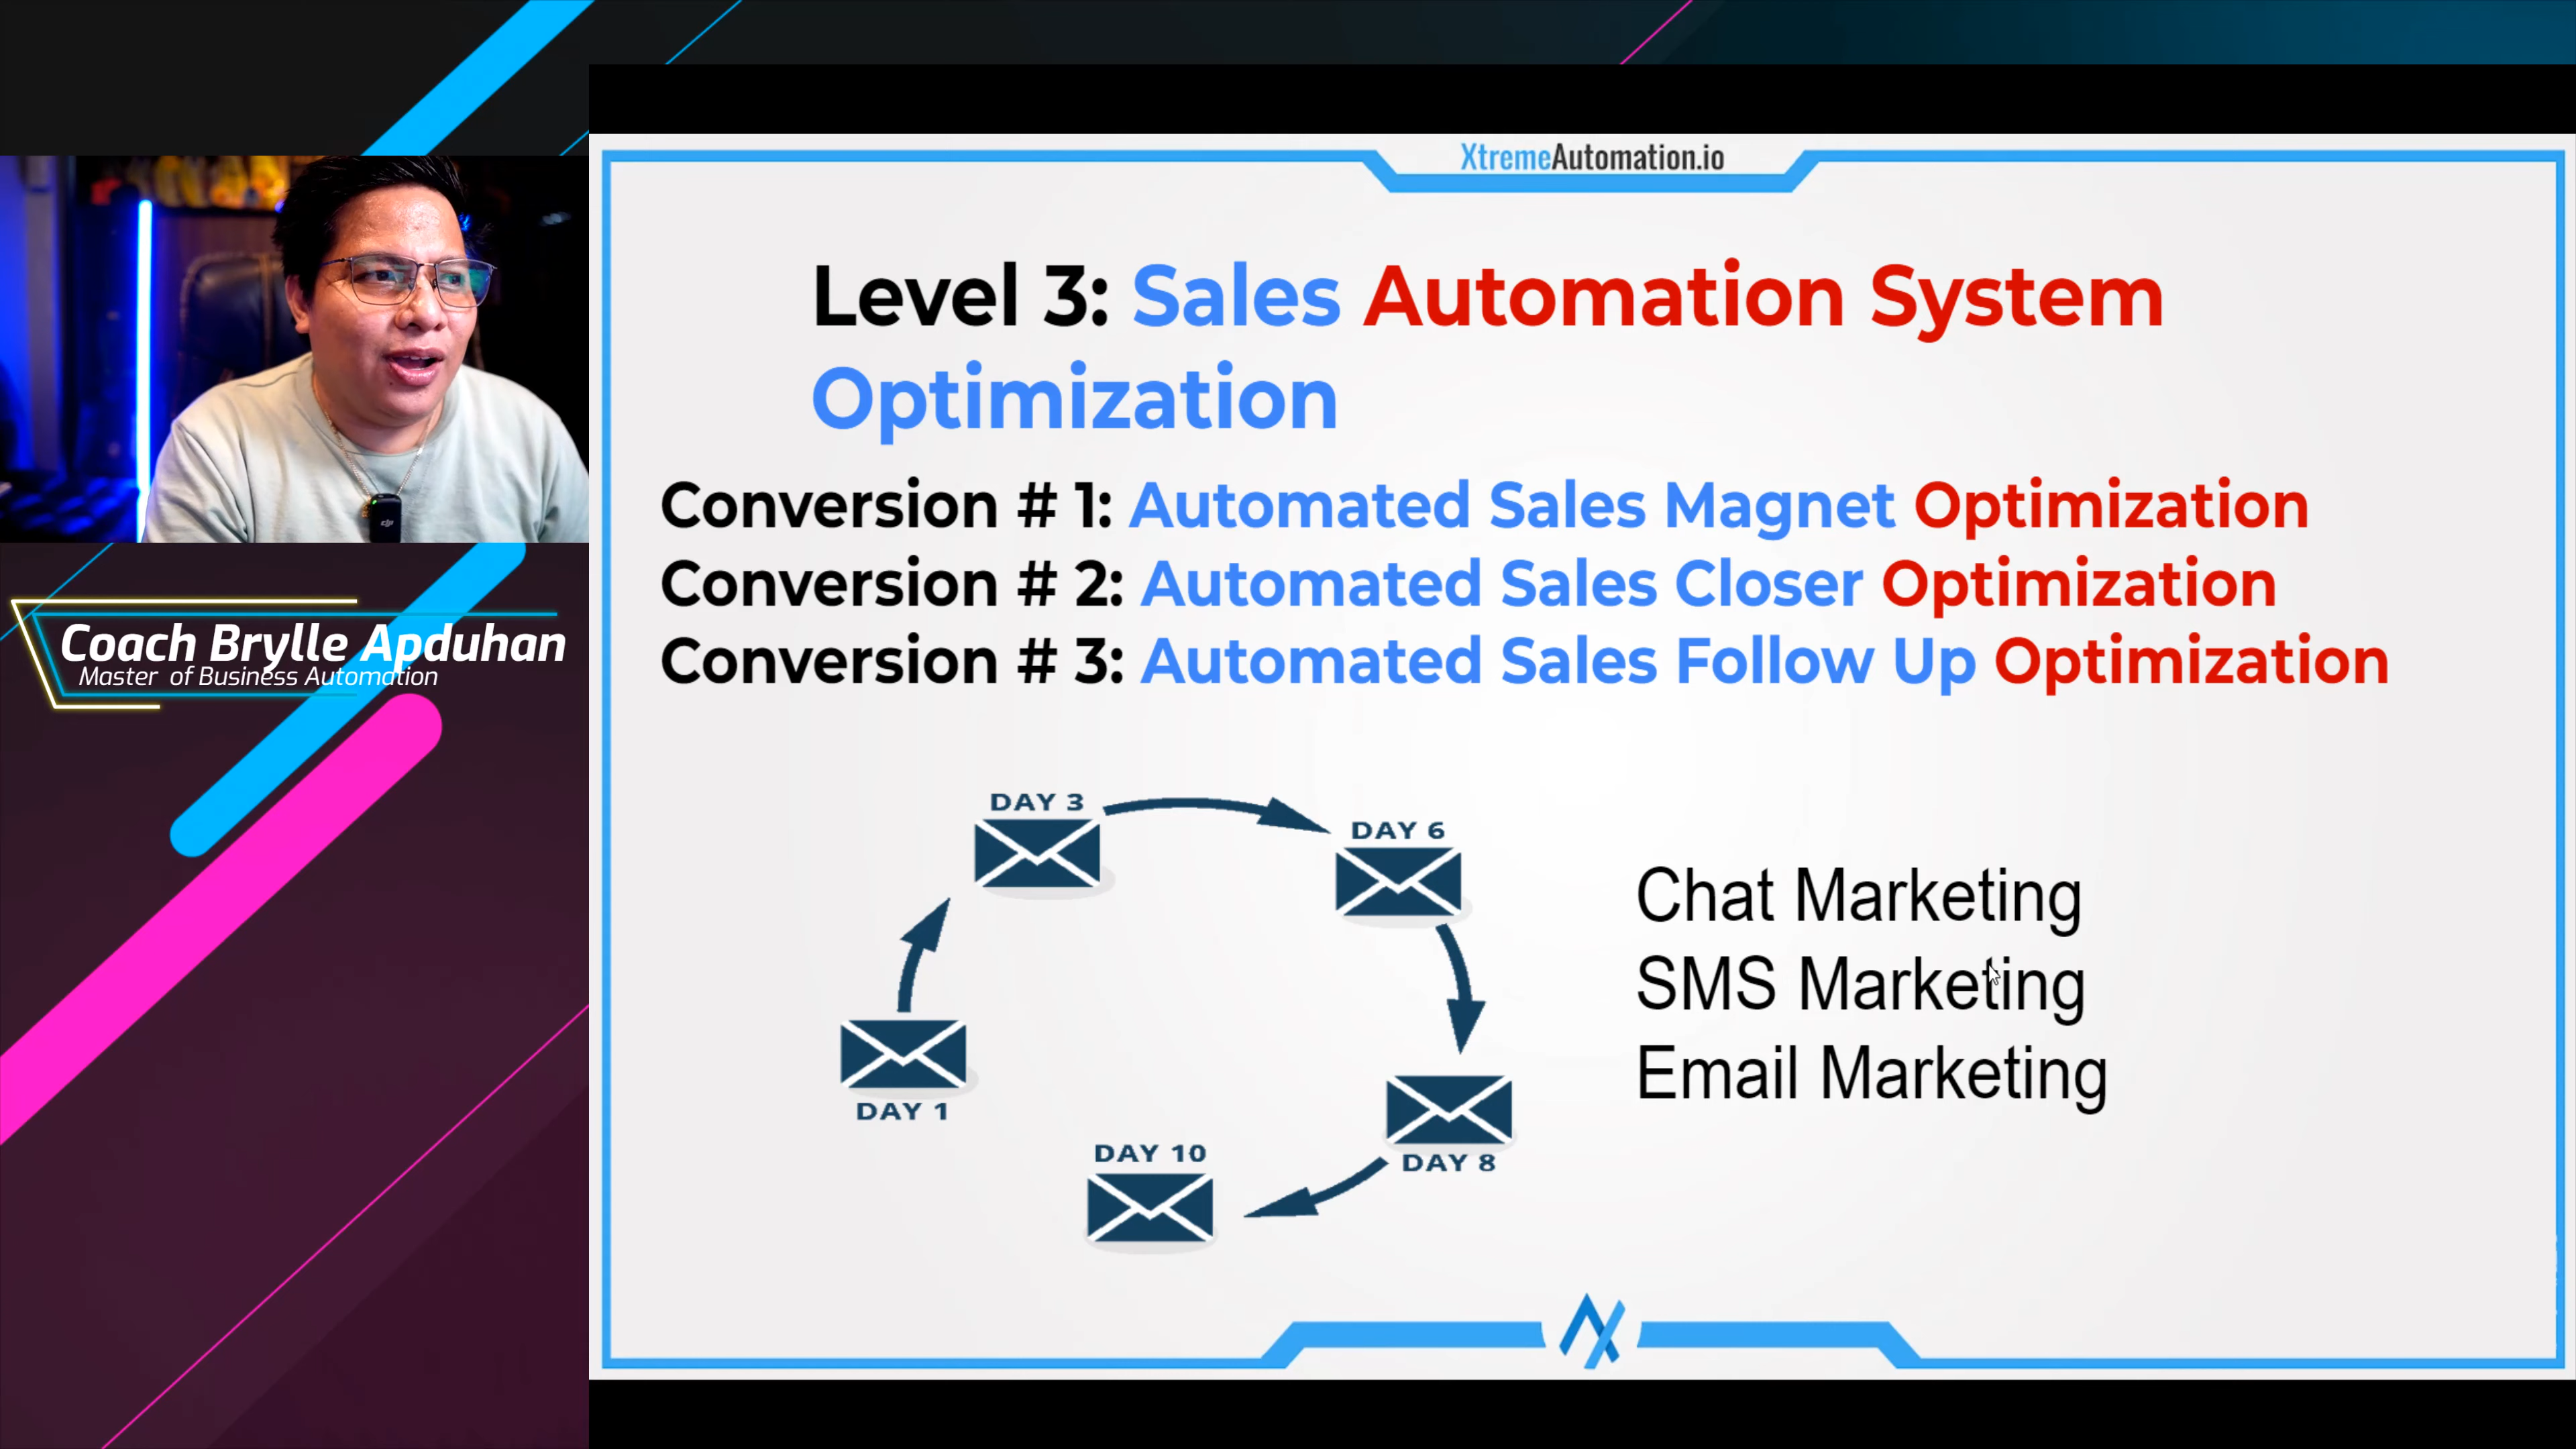 XtremeAutomation.io
Level 3: Sales Automation System
Optimization
Conversion # 1: Automated Sales Magnet Optimization
Conversion # 2: Automated Sales Closer Optimization
Conversion # 3: Automated Sales Follow Up Optimization
Coach Brylle Apduhan
Master of Business Automation
DAY 3
DAY 6
DAY 1
DAY 8
DAY 10
Chat Marketing
SMS Marketing
Email Marketing
dji